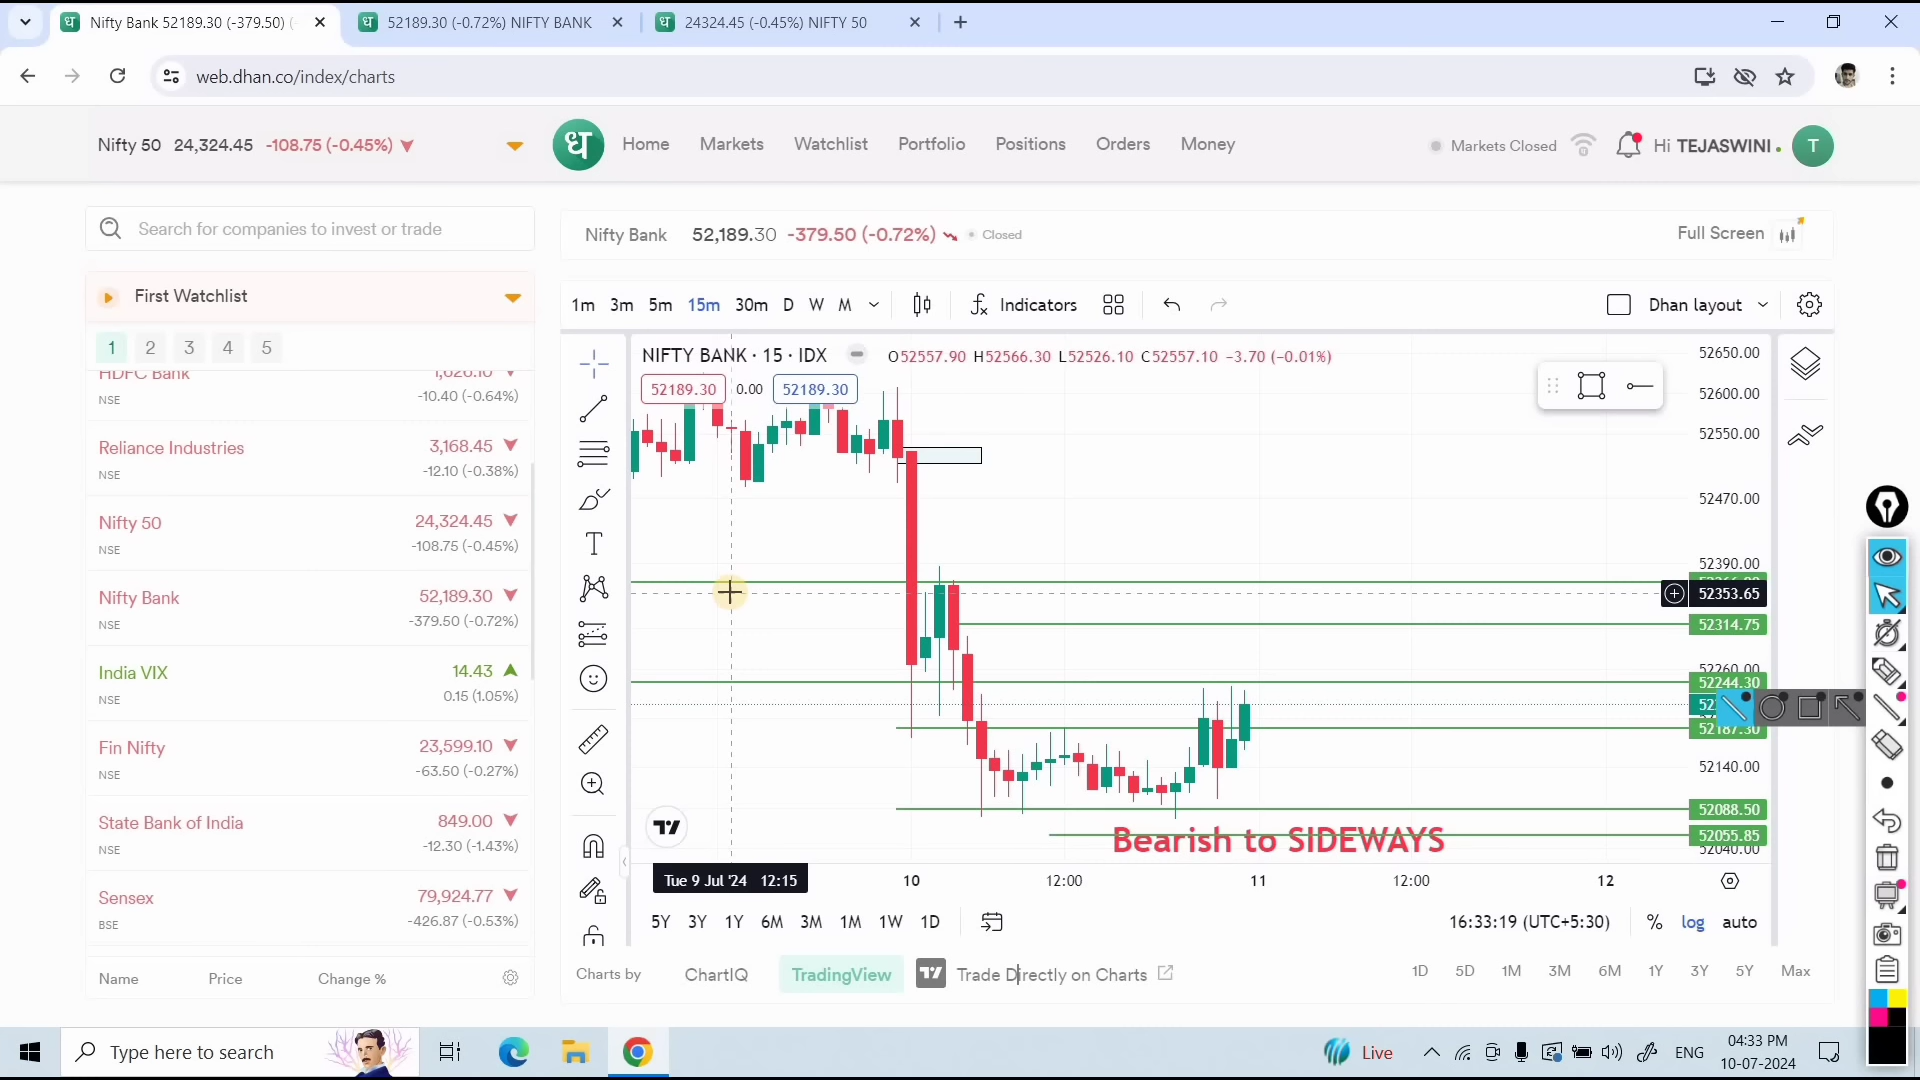 Nifty Bank 52189.30 (-379.50) (
52189.30 (-0.72%) NIFTY BANK
24324.45 (-0.45%) NIFTY 50
web.dhan.co/index/charts
Nifty 50 24,324.45 -108.75 (-0.45%)
ध
Home Markets Watchlist Portfolio Positions Orders Money
Markets Closed
Hi TEJASWINI
T
Search for companies to invest or trade
Nifty Bank 52,189.30 -379.50 (-0.72%) Closed
Full Screen
First Watchlist
1 2 3 4 5
HDFC Bank 1,626.10
NSE -10.40 (-0.64%)
Reliance Industries 3,168.45
NSE -12.10 (-0.38%)
Nifty 50 24,324.45
NSE -108.75 (-0.45%)
Nifty Bank 52,189.30
NSE -379.50 (-0.72%)
India VIX 14.43
NSE 0.15 (1.05%)
Fin Nifty 23,599.10
NSE -63.50 (-0.27%)
State Bank of India 849.00
NSE -12.30 (-1.43%)
Sensex 79,924.77
BSE -426.87 (-0.53%)
Name Price Change %
1m 3m 5m 15m 30m D W M
Indicators
Dhan layout
NIFTY BANK · 15 · IDX
O52557.90 H52566.30 L52526.10 C52557.10 −3.70 (−0.01%)
52189.30 0.00 52189.30
52650.00
52600.00
52550.00
52470.00
52390.00
52353.65
52314.75
52260.00
52244.30
52187.30
52140.00
52088.50
52055.85
52040.00
Bearish to SIDEWAYS
Tue 9 Jul '24 12:15
10 12:00 11 12:00 12
5Y 3Y 1Y 6M 3M 1M 1W 1D
16:33:19 (UTC+5:30) % log auto
Charts by ChartIQ TradingView Trade Directly on Charts
1D 5D 1M 3M 6M 1Y 3Y 5Y Max
Type here to search
Live
ENG
04:33 PM
10-07-2024